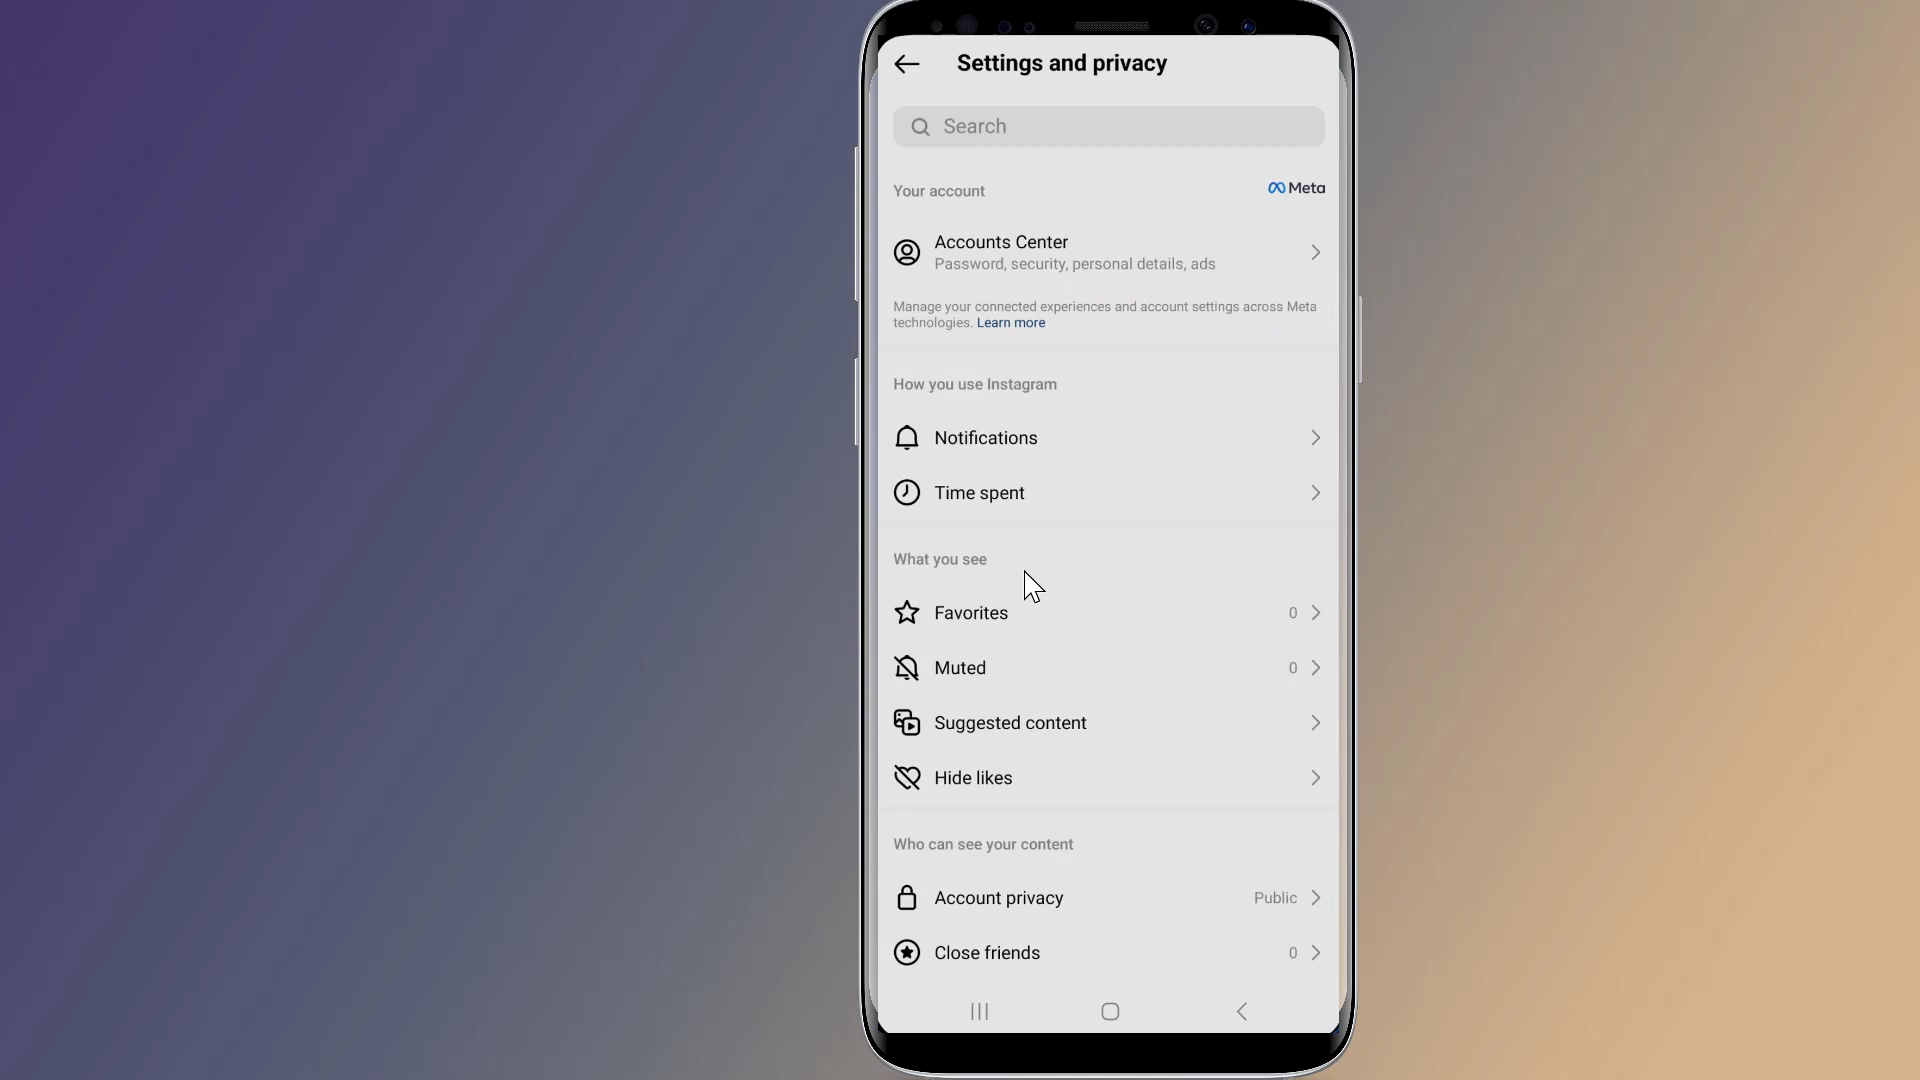 Settings and privacy
Search
Your account
Meta
Accounts Center
Password, security, personal details, ads
Manage your connected experiences and account settings across Meta
technologies. Learn more
How you use Instagram
Notifications
Time spent
What you see
Favorites 0
Muted 0
Suggested content
Hide likes
Who can see your content
Account privacy Public
Close friends 0